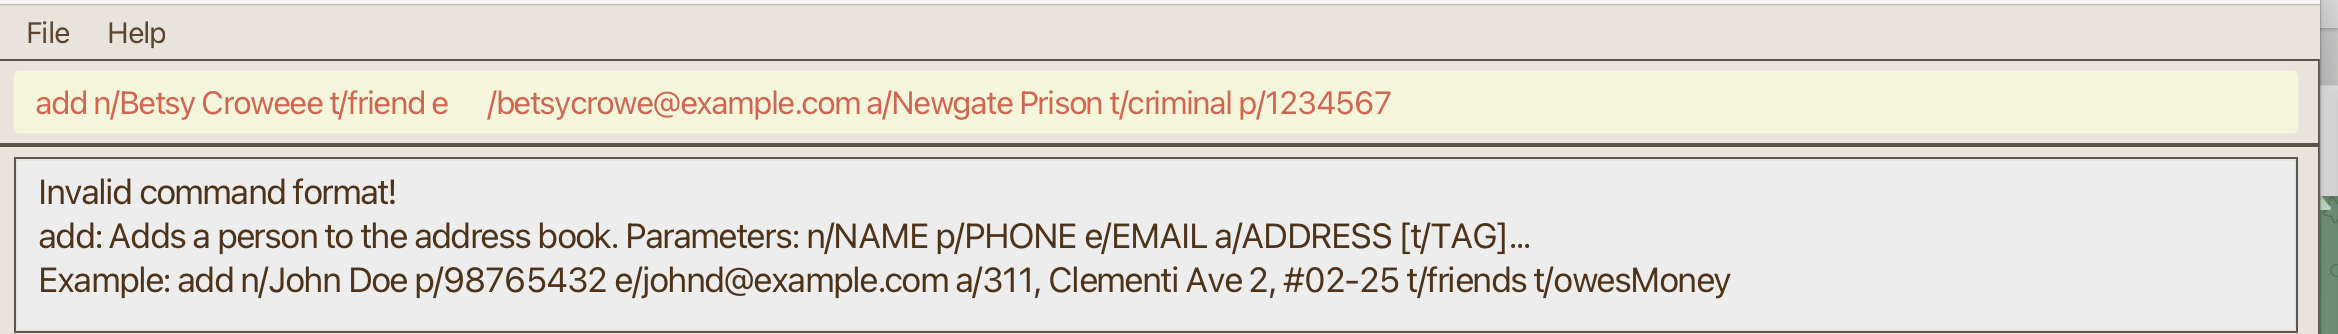 File Help
add n/Betsy Croweee t/friend e     /betsycrowe@example.com a/Newgate Prison t/criminal p/1234567
Invalid command format!
add: Adds a person to the address book. Parameters: n/NAME p/PHONE e/EMAIL a/ADDRESS [t/TAG]...
Example: add n/John Doe p/98765432 e/johnd@example.com a/311, Clementi Ave 2, #02-25 t/friends t/owesMoney